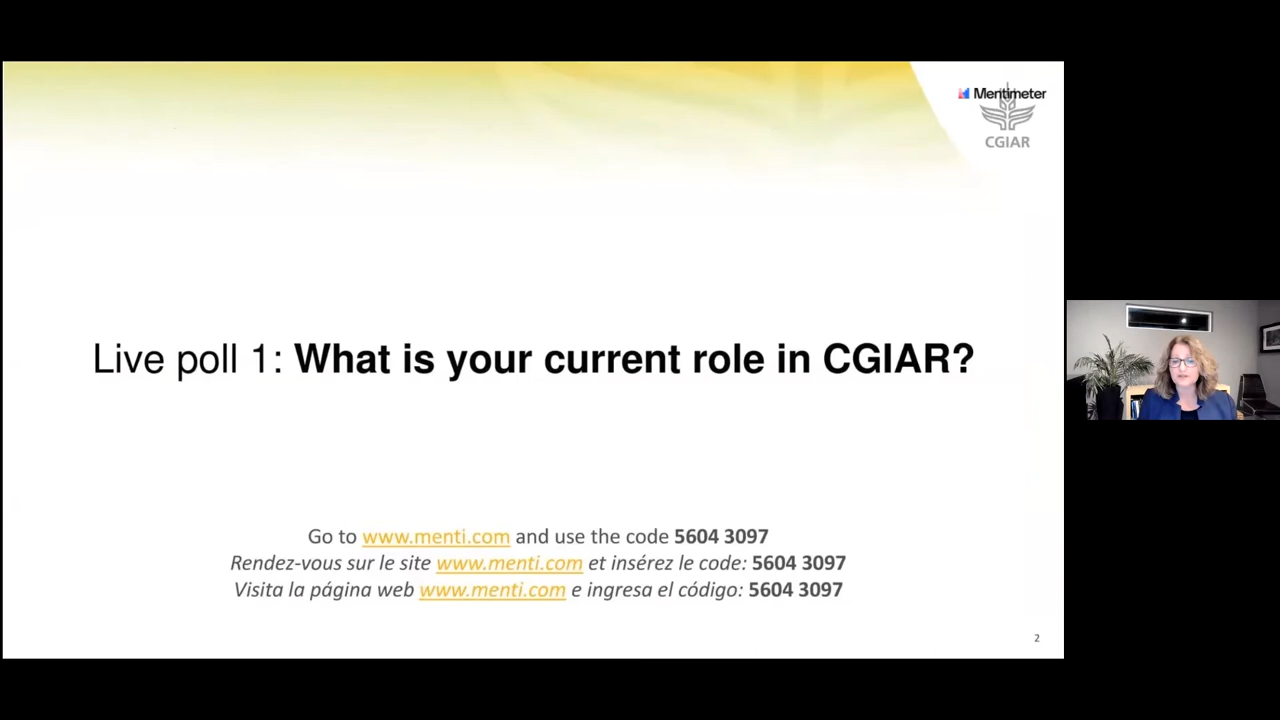 Mentimeter
CGIAR
Live poll 1: What is your current role in CGIAR?
Go to www.menti.com and use the code 5604 3097
Rendez-vous sur le site www.menti.com et insérez le code: 5604 3097
Visita la página web www.menti.com e ingresa el código: 5604 3097
2